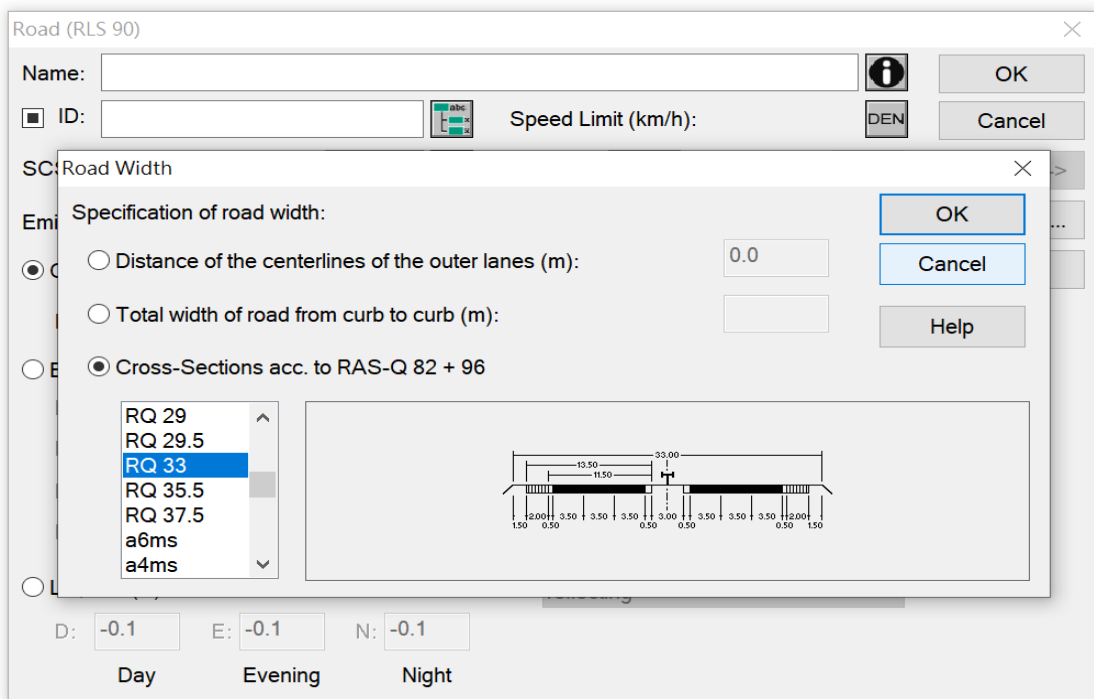 Road (RLS 90)
Name:
OK
ID:
abc
Speed Limit (km/h):
DEN
Cancel
SCS
->
Road Width
Specification of road width:
OK
Emi
...
Distance of the centerlines of the outer lanes (m):
0.0
Cancel
Total width of road from curb to curb (m):
Help
Cross-Sections acc. to RAS-Q 82 + 96
RQ 29
RQ 29.5
RQ 33
RQ 35.5
RQ 37.5
a6ms
a4ms
33.00
13.50
11.50
2.00 3.50 3.50 3.50 3.00 3.50 3.50 3.50 2.00
1.50 0.50 0.50 0.50 0.50 1.50
D: -0.1 E: -0.1 N: -0.1
Day Evening Night